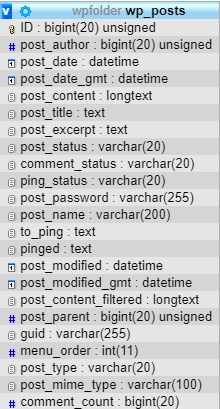 wpfolder wp_posts
ID : bigint(20) unsigned
# post_author : bigint(20) unsigned
post_date : datetime
post_date_gmt : datetime
post_content : longtext
post_title : text
post_excerpt : text
post_status : varchar(20)
comment_status : varchar(20)
ping_status : varchar(20)
post_password : varchar(255)
post_name : varchar(200)
to_ping : text
pinged : text
post_modified : datetime
post_modified_gmt : datetime
post_content_filtered : longtext
# post_parent : bigint(20) unsigned
guid : varchar(255)
# menu_order : int(11)
post_type : varchar(20)
post_mime_type : varchar(100)
# comment_count : bigint(20)